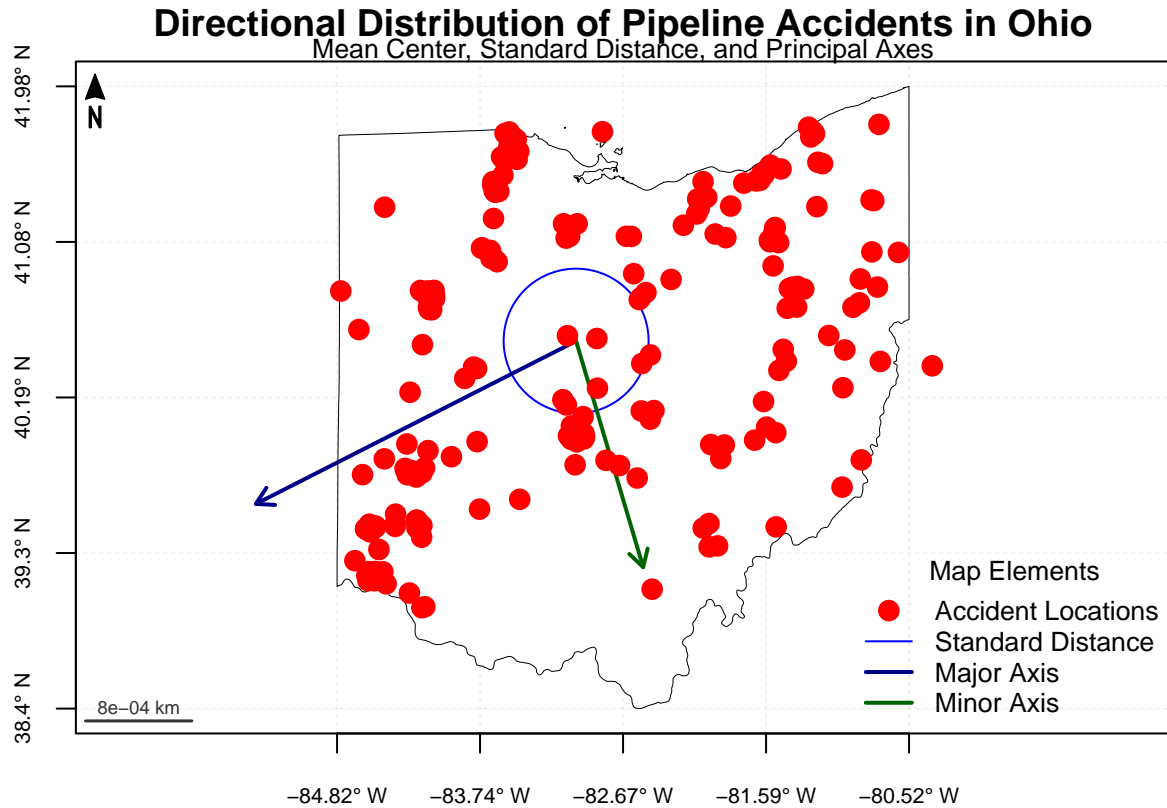 Directional Distribution of Pipeline Accidents in Ohio
Mean Center, Standard Distance, and Principal Axes
N
41.98° N
41.08° N
40.19° N
39.3° N
38.4° N
Map Elements
Accident Locations
Standard Distance
Major Axis
Minor Axis
8e−04 km
−84.82° W −83.74° W −82.67° W −81.59° W −80.52° W